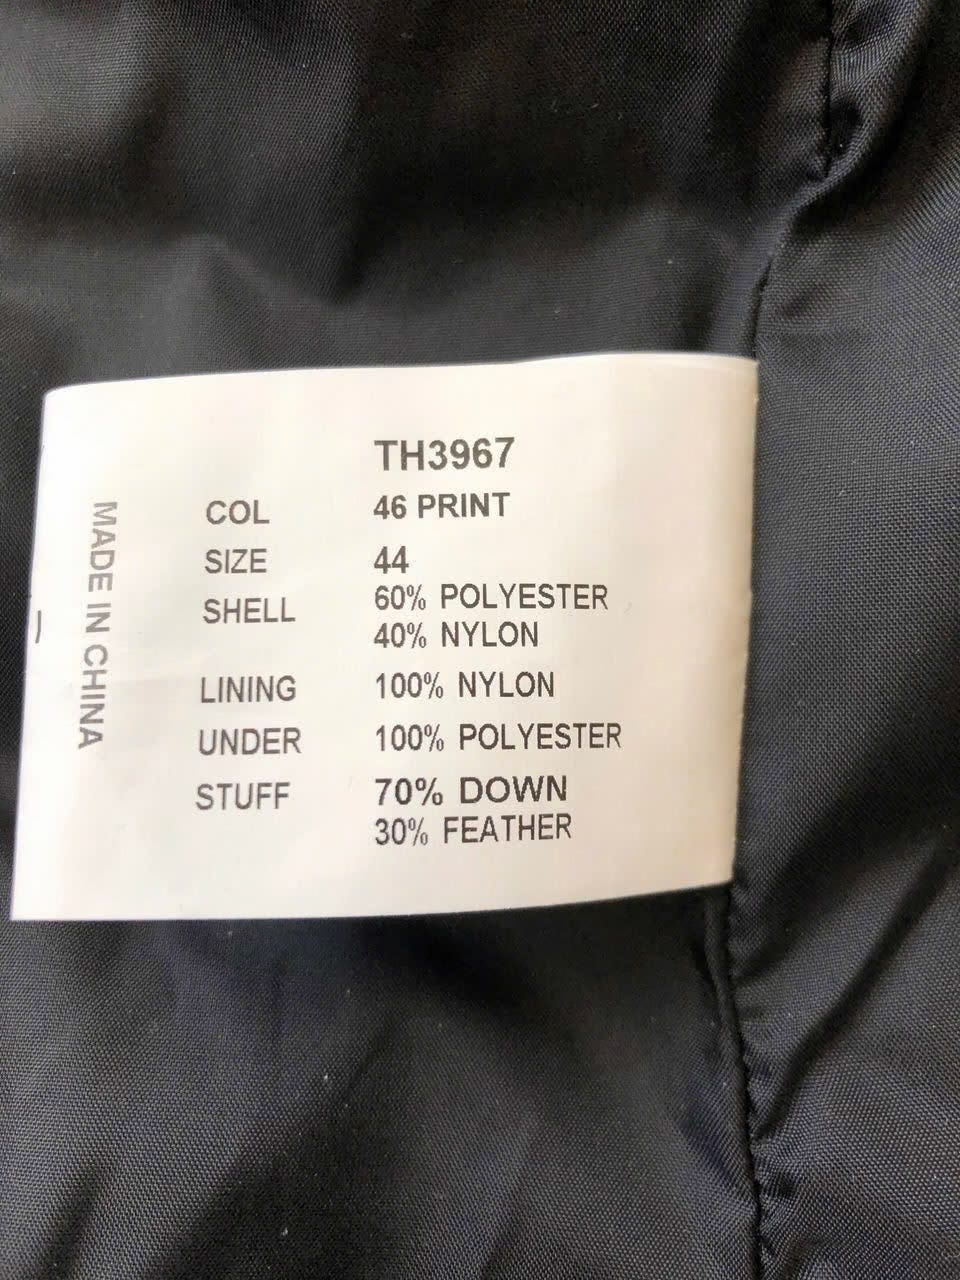 TH3967
COL 46 PRINT
SIZE 44
SHELL 60% POLYESTER
40% NYLON
LINING 100% NYLON
UNDER 100% POLYESTER
STUFF 70% DOWN
30% FEATHER
MADE IN CHINA